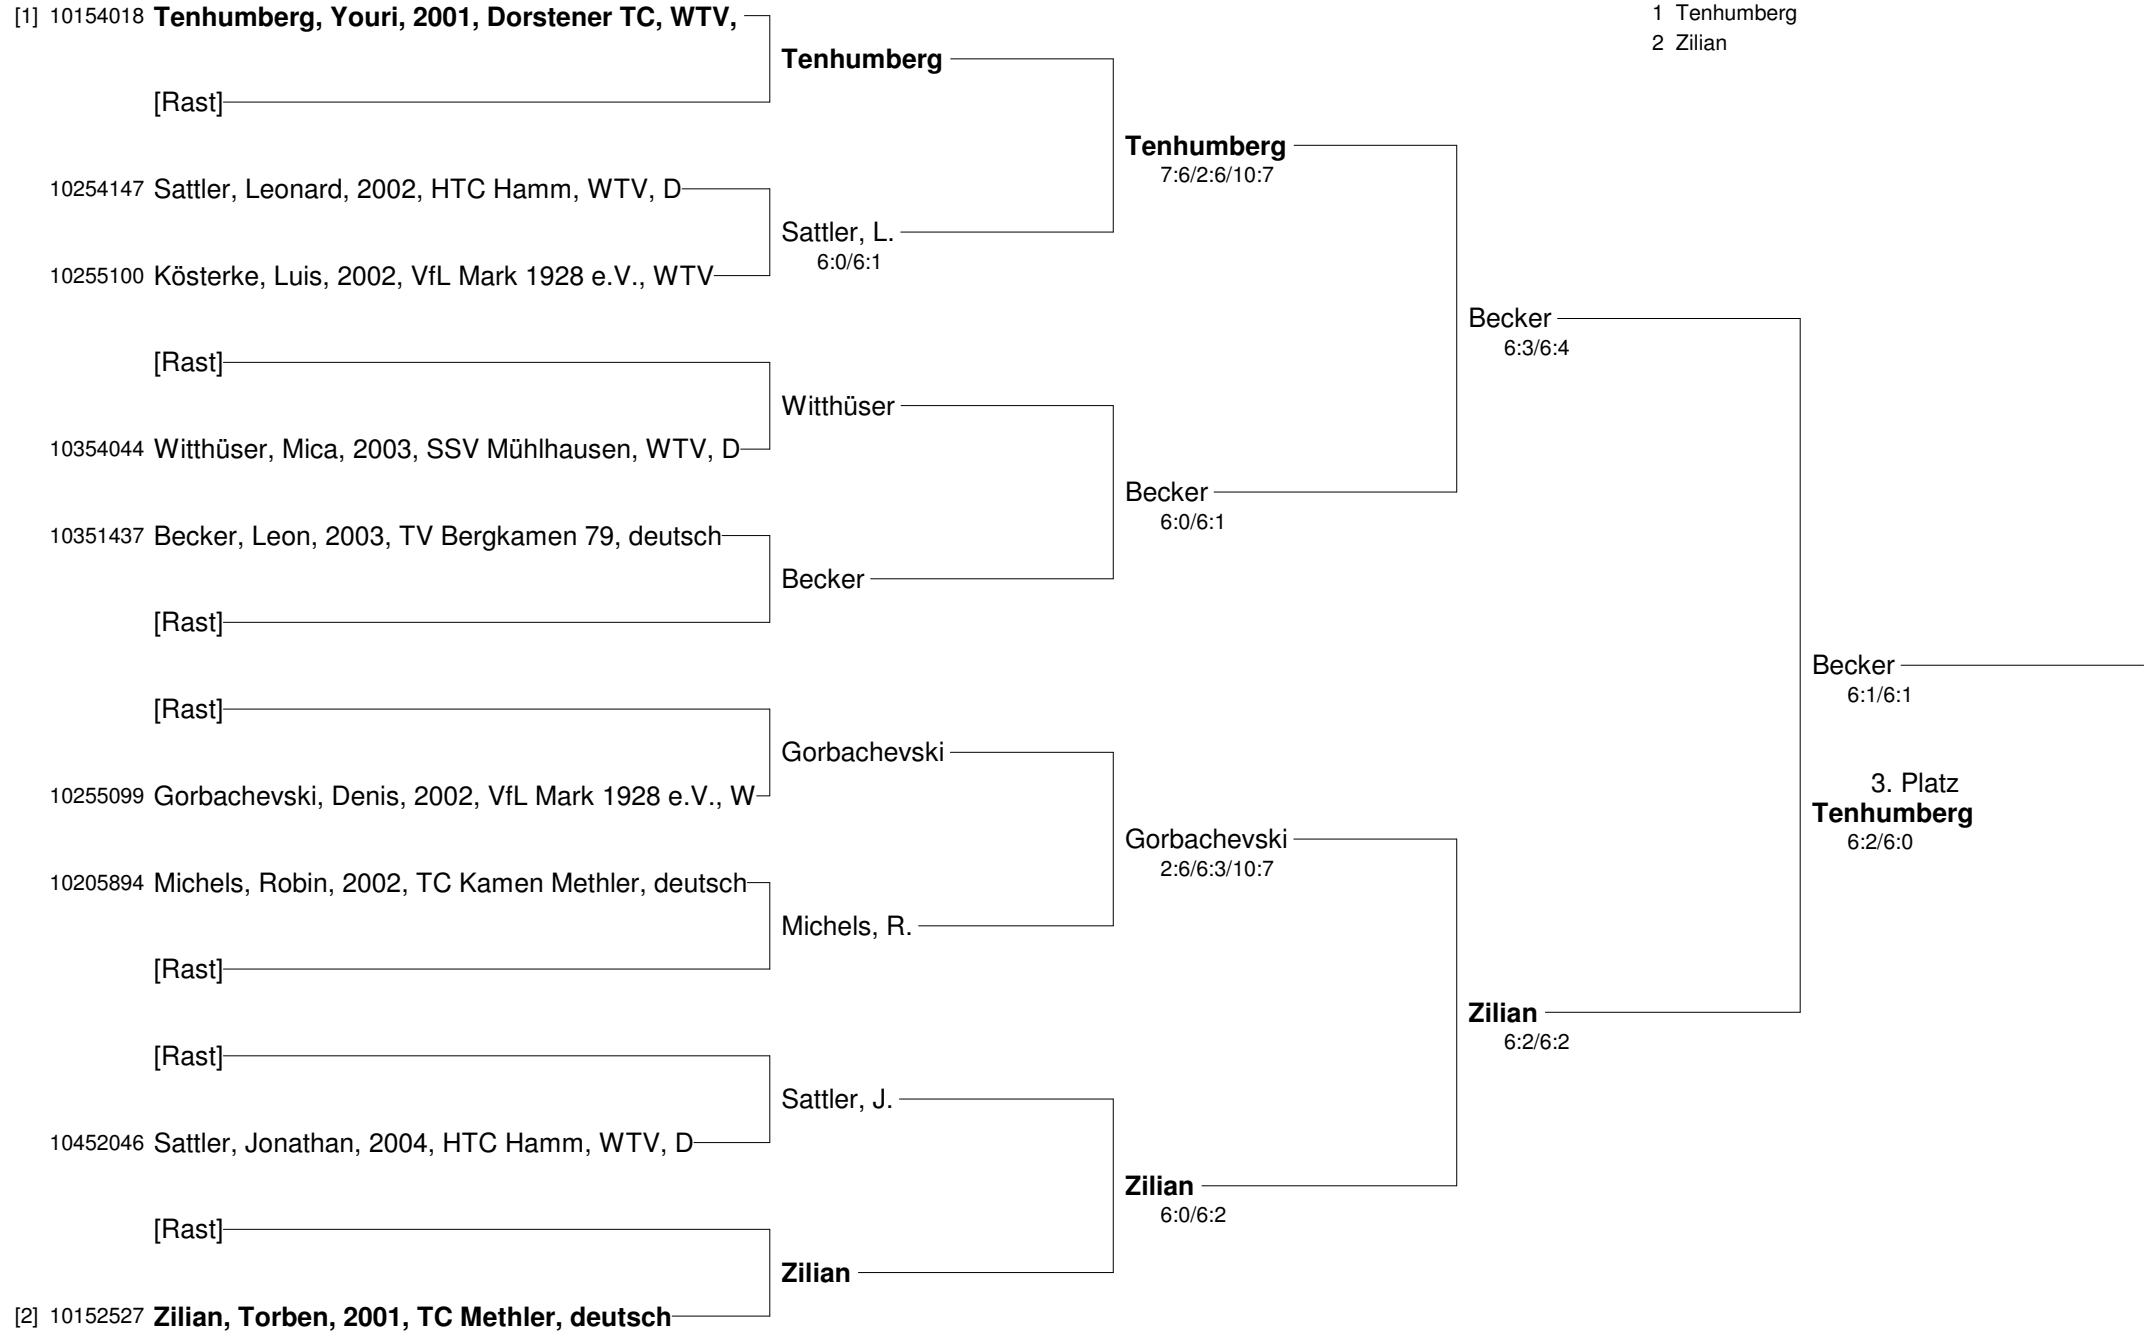 [1] 10154018 Tenhumberg, Youri, 2001, Dorstener TC, WTV,
1 Tenhumberg
2 Zilian
Tenhumberg
[Rast]
Tenhumberg
7:6/2:6/10:7
10254147 Sattler, Leonard, 2002, HTC Hamm, WTV, D
Sattler, L.
6:0/6:1
10255100 Kösterke, Luis, 2002, VfL Mark 1928 e.V., WTV
Becker
6:3/6:4
[Rast]
Witthüser
10354044 Witthüser, Mica, 2003, SSV Mühlhausen, WTV, D
Becker
6:0/6:1
10351437 Becker, Leon, 2003, TV Bergkamen 79, deutsch
Becker
[Rast]
Becker
6:1/6:1
[Rast]
Gorbachevski
3. Platz
Tenhumberg
6:2/6:0
10255099 Gorbachevski, Denis, 2002, VfL Mark 1928 e.V., W
Gorbachevski
2:6/6:3/10:7
10205894 Michels, Robin, 2002, TC Kamen Methler, deutsch
Michels, R.
[Rast]
Zilian
6:2/6:2
[Rast]
Sattler, J.
10452046 Sattler, Jonathan, 2004, HTC Hamm, WTV, D
Zilian
6:0/6:2
[Rast]
Zilian
[2] 10152527 Zilian, Torben, 2001, TC Methler, deutsch